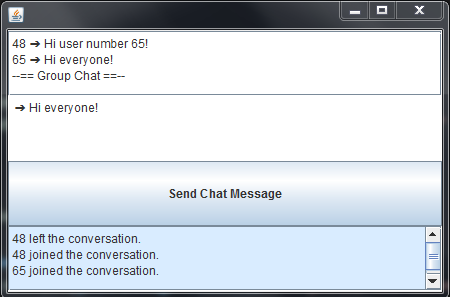 48 ➔ Hi user number 65!
65 ➔ Hi everyone!
--== Group Chat ==--
➔ Hi everyone!
Send Chat Message
48 left the conversation.
48 joined the conversation.
65 joined the conversation.